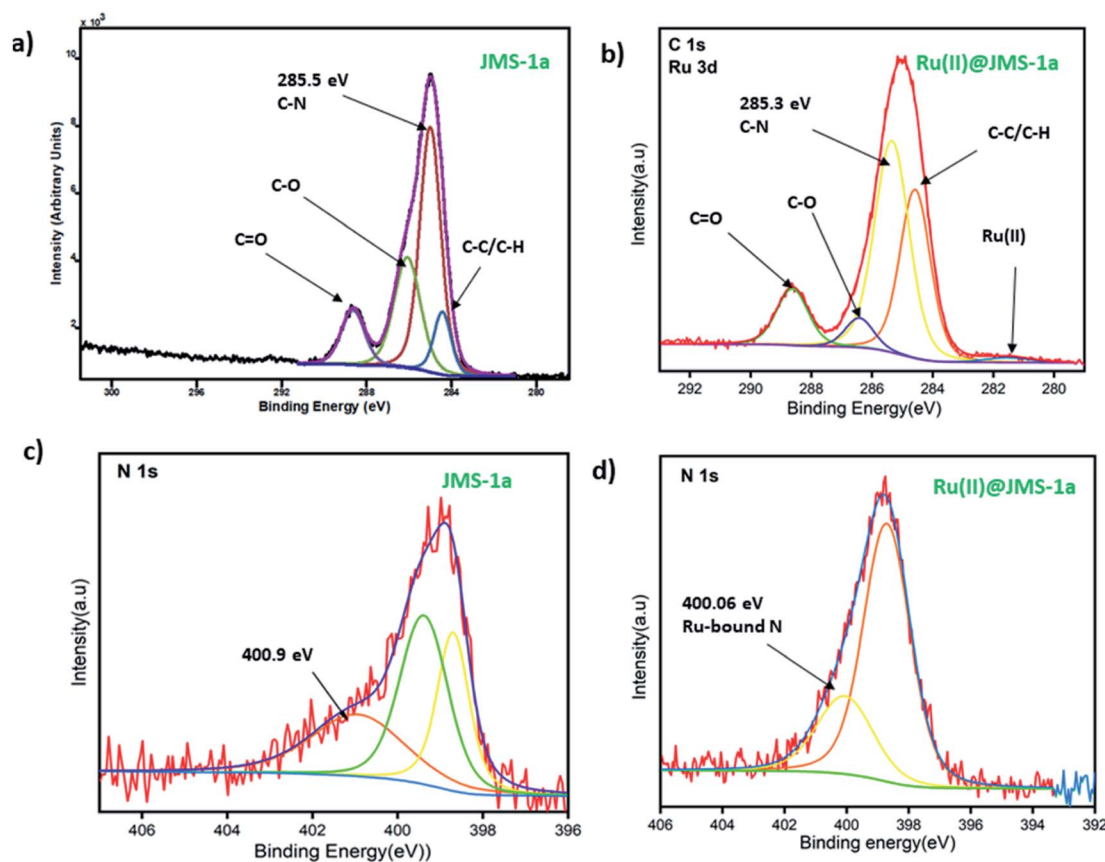 a)
× 10³
JMS-1a
285.5 eV
C-N
C-O
C=O
C-C/C-H
Intensity (Arbitrary Units)
10
8
6
4
2
300 296 292 288 284 280
Binding Energy (eV)
b)
C 1s
Ru 3d
Ru(II)@JMS-1a
285.3 eV
C-N
C-C/C-H
C=O
C-O
Ru(II)
Intensity(a.u)
292 290 288 286 284 282 280
Binding Energy(eV)
c)
N 1s
JMS-1a
400.9 eV
Intensity(a.u)
406 404 402 400 398 396
Binding Energy(eV))
d)
N 1s
Ru(II)@JMS-1a
400.06 eV
Ru-bound N
Intensity(a.u)
406 404 402 400 398 396 394 392
Binding energy(eV)